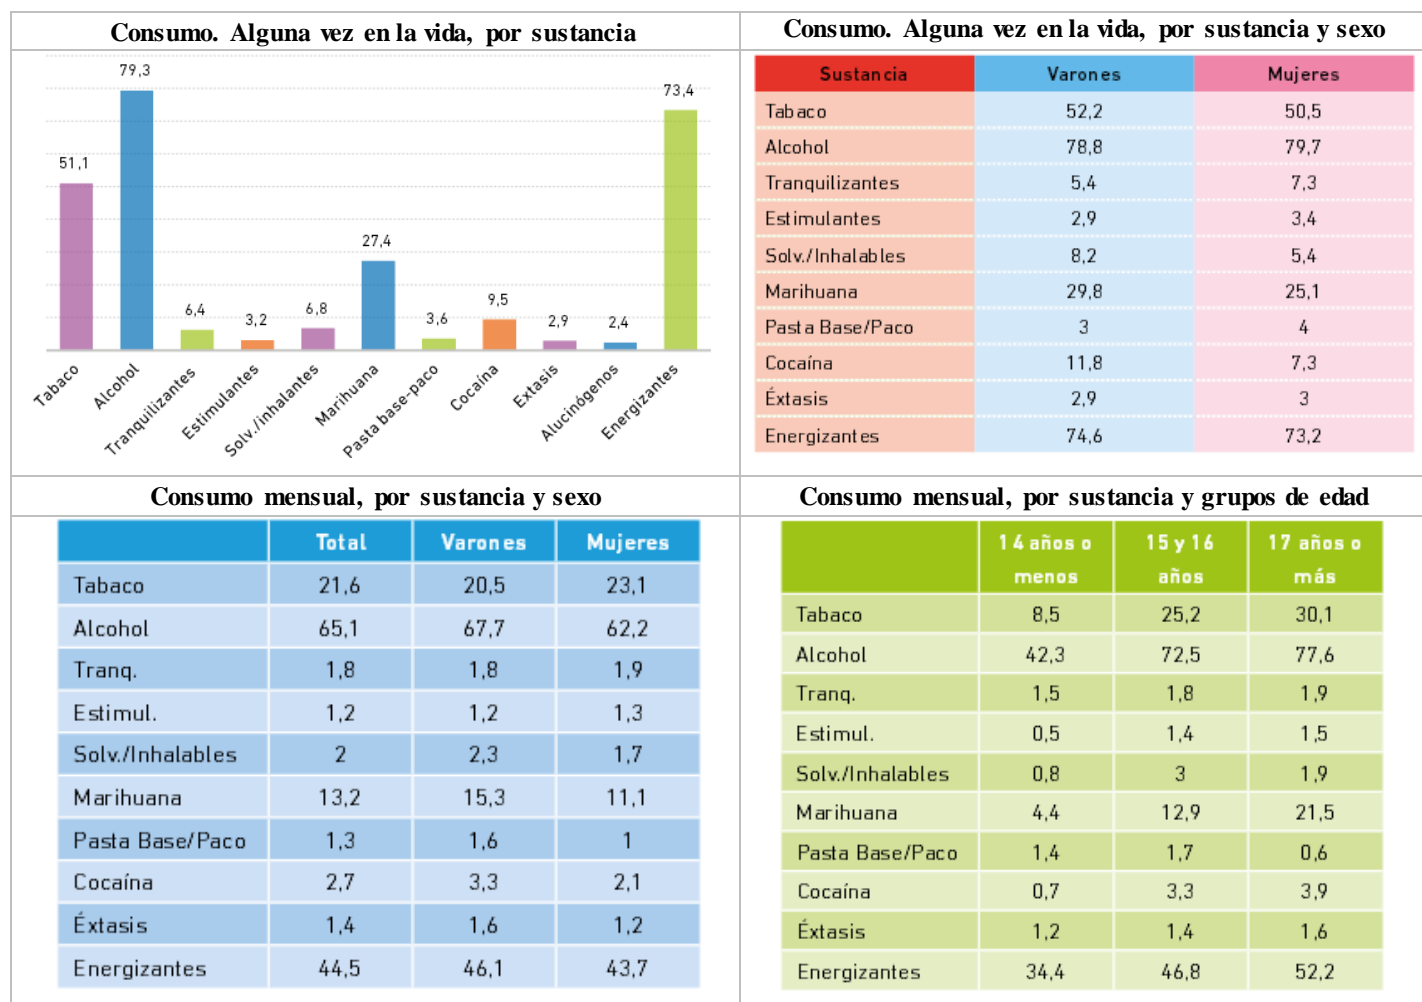 Consumo. Alguna vez en la vida, por sustancia
79,3
73,4
51,1
27,4
6,4
3,2
6,8
3,6
9,5
2,9
2,4
Tabaco
Alcohol
Tranquilizantes
Estimulantes
Solv./inhalantes
Marihuana
Pasta base-paco
Cocaína
Extasis
Alucinógenos
Energizantes
Consumo. Alguna vez en la vida, por sustancia y sexo
Sustancia Varones Mujeres
Tabaco 52,2 50,5
Alcohol 78,8 79,7
Tranquilizantes 5,4 7,3
Estimulantes 2,9 3,4
Solv./Inhalables 8,2 5,4
Marihuana 29,8 25,1
Pasta Base/Paco 3 4
Cocaína 11,8 7,3
Éxtasis 2,9 3
Energizantes 74,6 73,2
Consumo mensual, por sustancia y sexo
Total Varones Mujeres
Tabaco 21,6 20,5 23,1
Alcohol 65,1 67,7 62,2
Tranq. 1,8 1,8 1,9
Estimul. 1,2 1,2 1,3
Solv./Inhalables 2 2,3 1,7
Marihuana 13,2 15,3 11,1
Pasta Base/Paco 1,3 1,6 1
Cocaína 2,7 3,3 2,1
Éxtasis 1,4 1,6 1,2
Energizantes 44,5 46,1 43,7
Consumo mensual, por sustancia y grupos de edad
14 años o 15 y 16 17 años o
menos años más
Tabaco 8,5 25,2 30,1
Alcohol 42,3 72,5 77,6
Tranq. 1,5 1,8 1,9
Estimul. 0,5 1,4 1,5
Solv./Inhalables 0,8 3 1,9
Marihuana 4,4 12,9 21,5
Pasta Base/Paco 1,4 1,7 0,6
Cocaína 0,7 3,3 3,9
Éxtasis 1,2 1,4 1,6
Energizantes 34,4 46,8 52,2